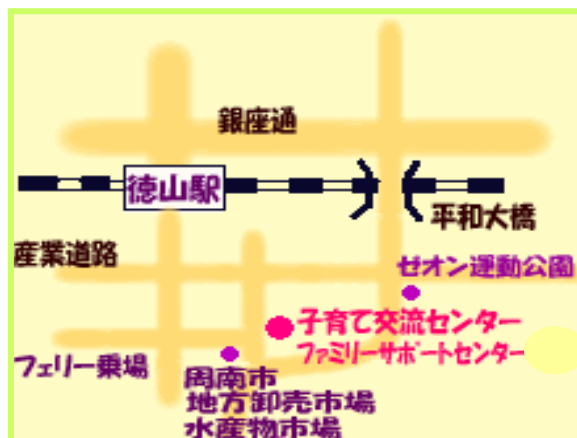 銀座通
徳山駅
平和大橋
産業道路
ゼオン運動公園
子育て交流センター
ファミリーサポートセンター
フェリー乗場
周南市
地方卸売市場
水産物市場